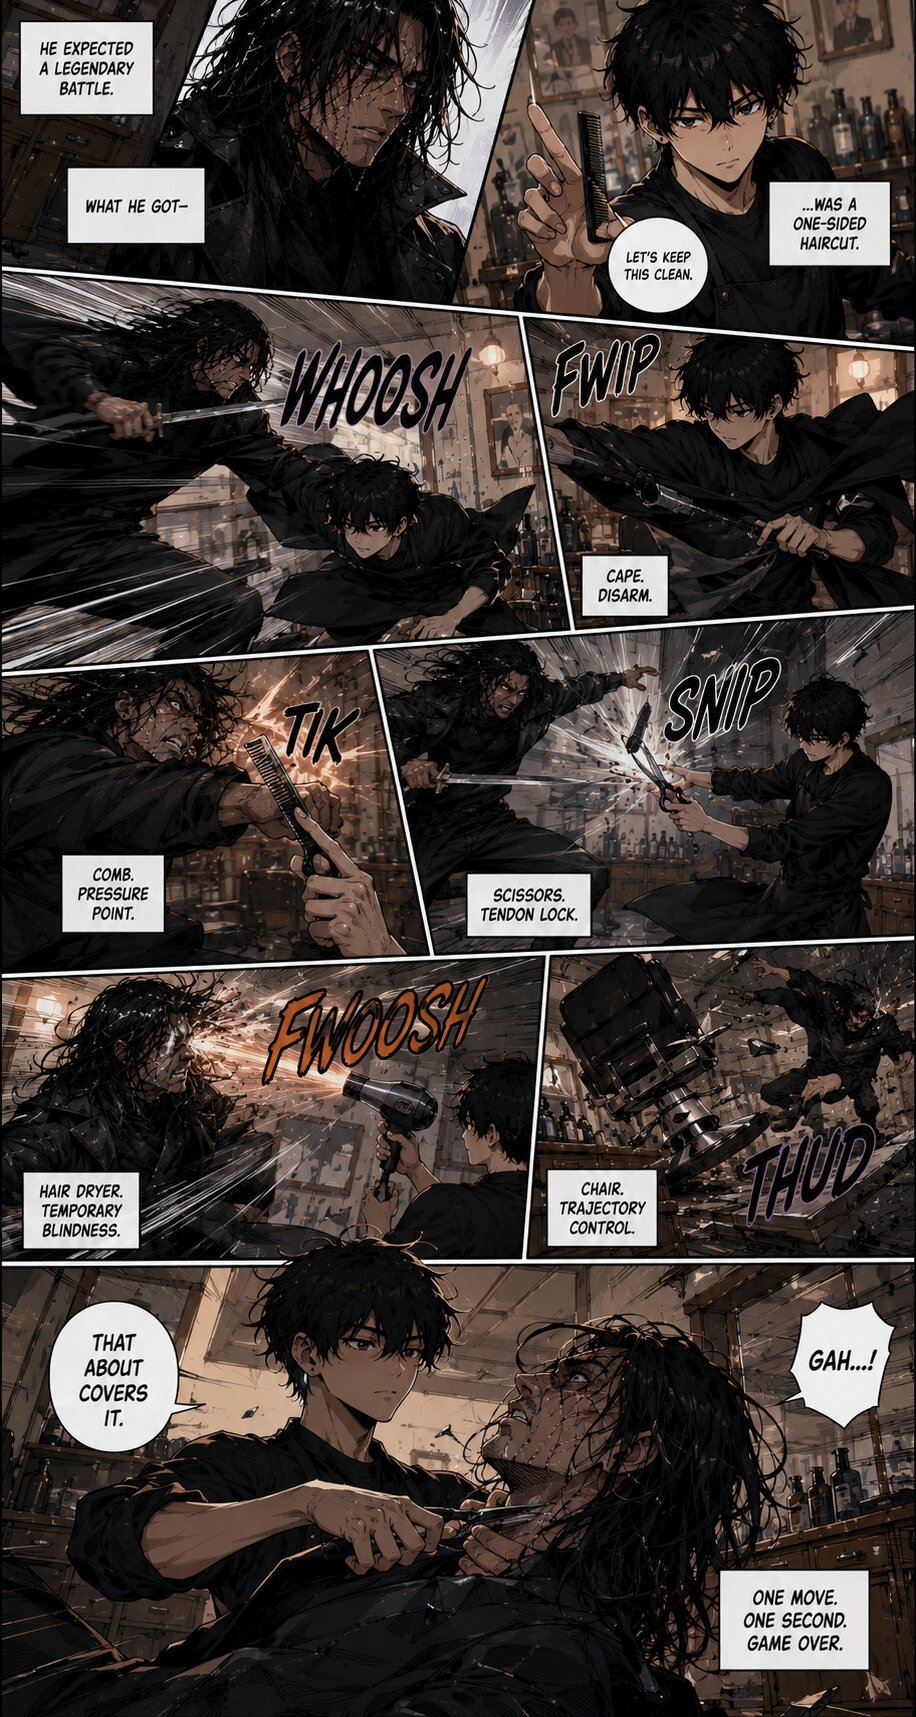 HE EXPECTED
A LEGENDARY
BATTLE.
WHAT HE GOT—
...WAS A
ONE-SIDED
HAIRCUT.
LET'S KEEP
THIS CLEAN.
WHOOSH
FWIP
CAPE.
DISARM.
TIK
COMB.
PRESSURE
POINT.
SNIP
SCISSORS.
TENDON LOCK.
FWOOSH
HAIR DRYER.
TEMPORARY
BLINDNESS.
CHAIR.
TRAJECTORY
CONTROL.
THUD
THAT
ABOUT
COVERS
IT.
GAH...!
ONE MOVE.
ONE SECOND.
GAME OVER.